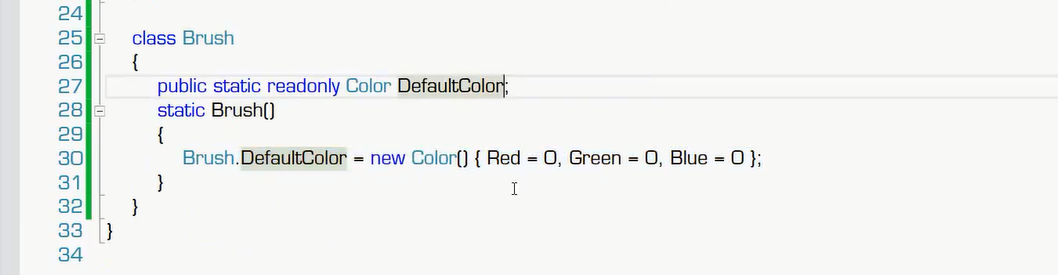 24
25 class Brush
26 {
27 public static readonly Color DefaultColor;
28 static Brush()
29 {
30 Brush.DefaultColor = new Color() { Red = 0, Green = 0, Blue = 0 };
31 }
32 }
33 }
34